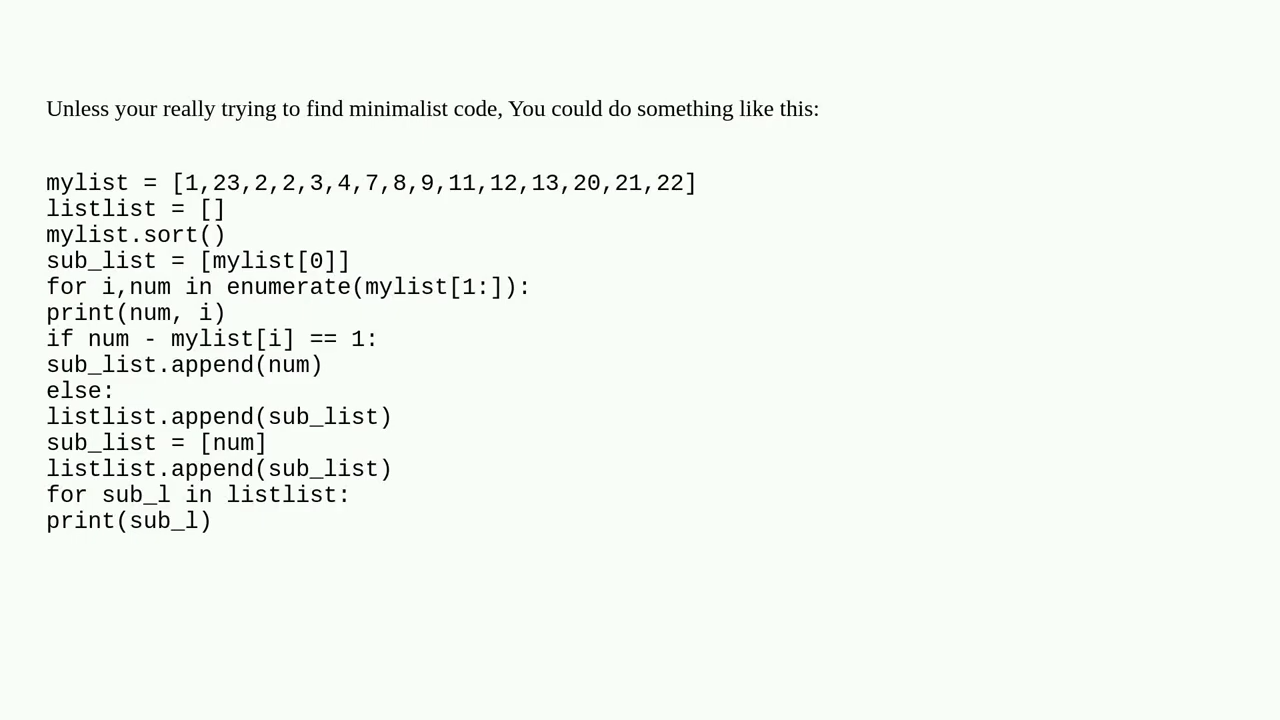 Unless your really trying to find minimalist code, You could do something like this:
mylist = [1,23,2,2,3,4,7,8,9,11,12,13,20,21,22]
listlist = []
mylist.sort()
sub_list = [mylist[0]]
for i,num in enumerate(mylist[1:]):
print(num, i)
if num - mylist[i] == 1:
sub_list.append(num)
else:
listlist.append(sub_list)
sub_list = [num]
listlist.append(sub_list)
for sub_l in listlist:
print(sub_l)